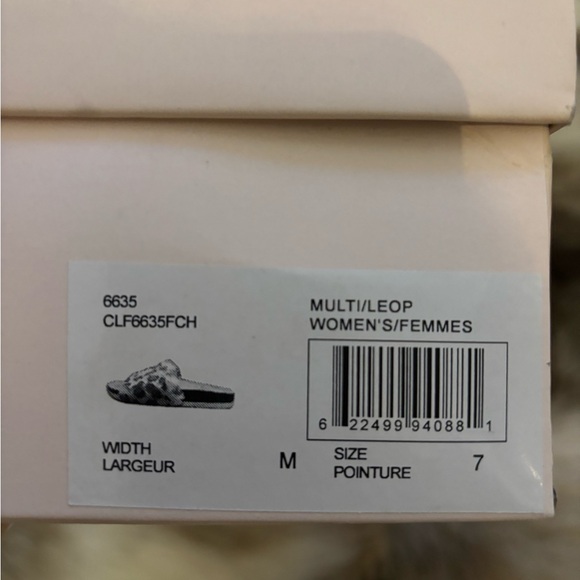 6635
CLF6635FCH
MULTI/LEOP
WOMEN'S/FEMMES
6 22499 94088 1
WIDTH
LARGEUR
M
SIZE
POINTURE
7